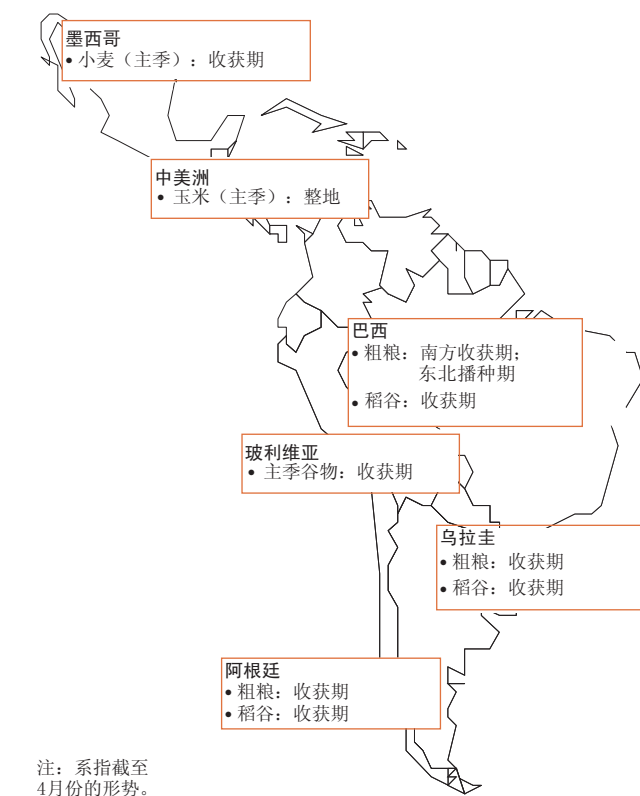 墨西哥
• 小麦（主季）：收获期
中美洲
• 玉米（主季）：整地
巴西
• 粗粮：南方收获期；
东北播种期
• 稻谷：收获期
玻利维亚
• 主季谷物：收获期
乌拉圭
• 粗粮：收获期
• 稻谷：收获期
阿根廷
• 粗粮：收获期
• 稻谷：收获期
注：系指截至
4月份的形势。